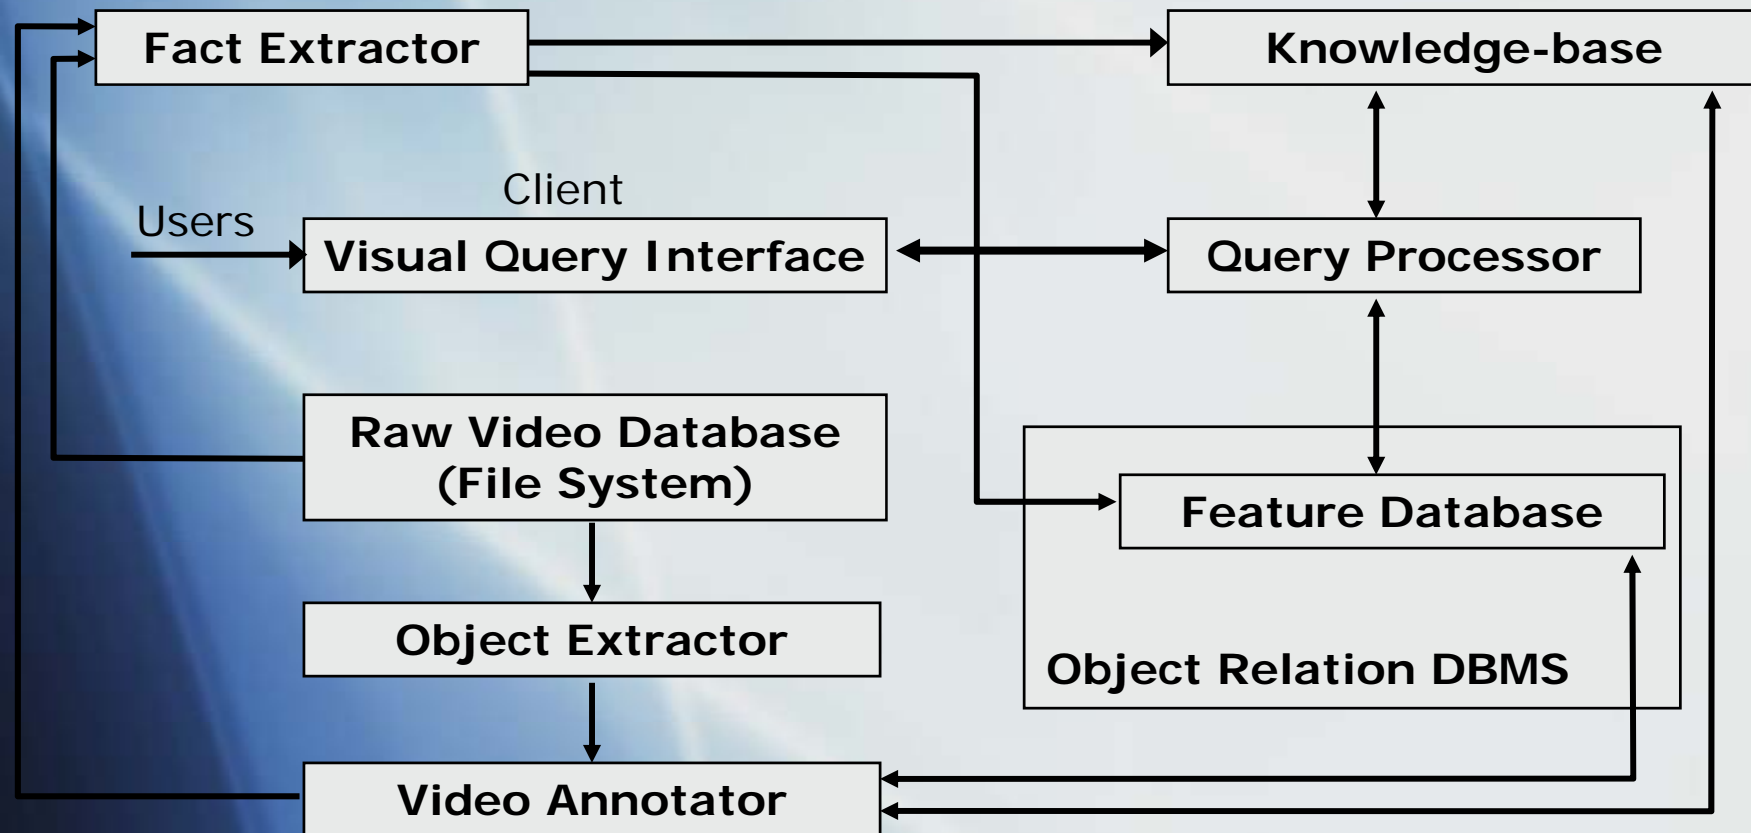 Fact Extractor
Knowledge-base
Client
Users
Visual Query Interface
Query Processor
Raw Video Database
(File System)
Feature Database
Object Extractor
Object Relation DBMS
Video Annotator